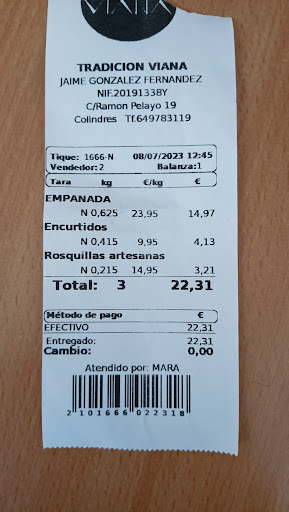 VIANA
TRADICION VIANA
JAIME GONZALEZ FERNANDEZ
NIF.20191338Y
C/Ramon Pelayo 19
Colindres Tf.649783119
Tique: 1666-N 08/07/2023 12:45
Vendedor:2 Balanza:1
Tara kg €/kg €
EMPANADA
N 0,625 23,95 14,97
Encurtidos
N 0,415 9,95 4,13
Rosquillas artesanas
N 0,215 14,95 3,21
Total: 3 22,31
Método de pago €
EFECTIVO 22,31
Entregado: 22,31
Cambio: 0,00
Atendido por: MARA
2 101666 022318